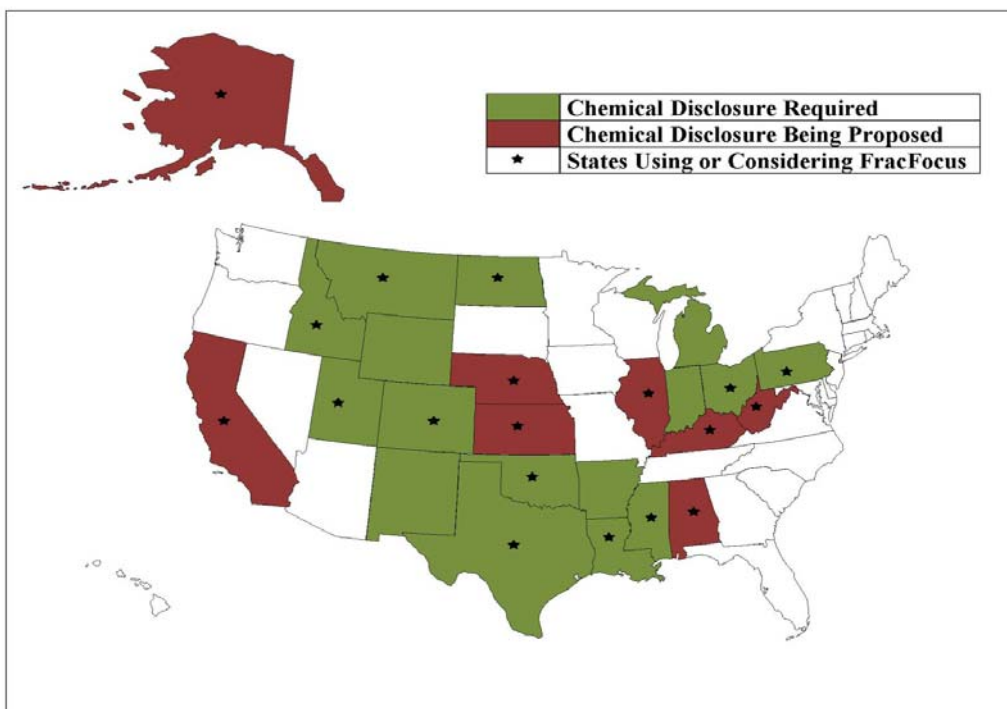 Chemical Disclosure Required
Chemical Disclosure Being Proposed
States Using or Considering FracFocus